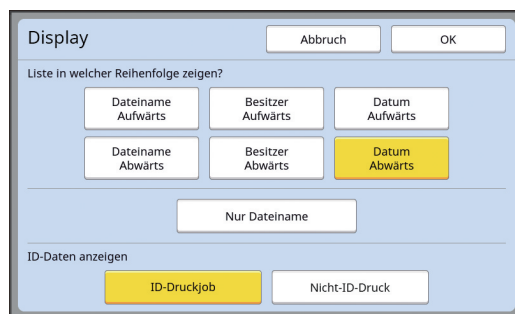 Display
Abbruch
OK
Liste in welcher Reihenfolge zeigen?
Dateiname
Aufwärts
Besitzer
Aufwärts
Datum
Aufwärts
Dateiname
Abwärts
Besitzer
Abwärts
Datum
Abwärts
Nur Dateiname
ID-Daten anzeigen
ID-Druckjob
Nicht-ID-Druck